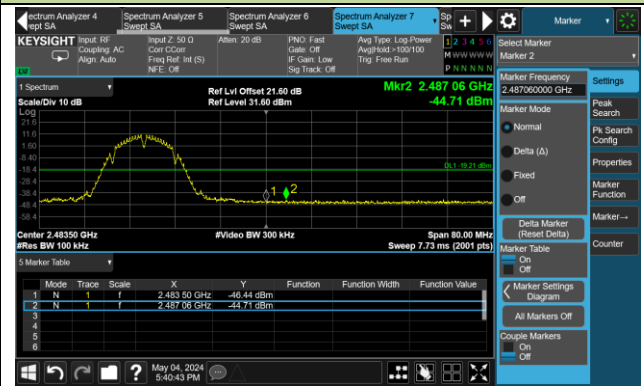 ectrum Analyzer 4
ept SA
Spectrum Analyzer 5
Swept SA
Spectrum Analyzer 6
Swept SA
Spectrum Analyzer 7
Swept SA
Sp
Sw
Marker
KEYSIGHT
Input: RF
Coupling: AC
Align: Auto
Input Z: 50 Ω
Corr CCorr
Freq Ref: Int (S)
NFE: Off
Atten: 20 dB
PNO: Fast
Gate: Off
IF Gain: Low
Sig Track: Off
Avg Type: Log-Power
Avg|Hold:>100/100
Trig: Free Run
1 2 3 4 5 6
M W W W W W
P N N N N N
LW
Select Marker
Marker 2
1 Spectrum
Scale/Div 10 dB
Log
Ref Lvl Offset 21.60 dB
Ref Level 31.60 dBm
Mkr2 2.487 06 GHz
-44.71 dBm
21.6
11.6
1.60
-8.40
-18.4
-28.4
-38.4
-48.4
-58.4
DL1 -19.21 dBm
1
2
Center 2.48350 GHz
#Res BW 100 kHz
#Video BW 300 kHz
Span 80.00 MHz
Sweep 7.73 ms (2001 pts)
5 Marker Table
Mode Trace Scale X Y Function Function Width Function Value
1 N 1 f 2.483 50 GHz -46.44 dBm
2 N 1 f 2.487 06 GHz -44.71 dBm
3
4
5
6
Marker Frequency
2.487060000 GHz
Marker Mode
Normal
Delta (Δ)
Fixed
Off
Delta Marker
(Reset Delta)
Marker Table
On
Off
Marker Settings
Diagram
All Markers Off
Couple Markers
On
Off
Settings
Peak
Search
Pk Search
Config
Properties
Marker
Function
Marker→
Counter
May 04, 2024
5:40:43 PM